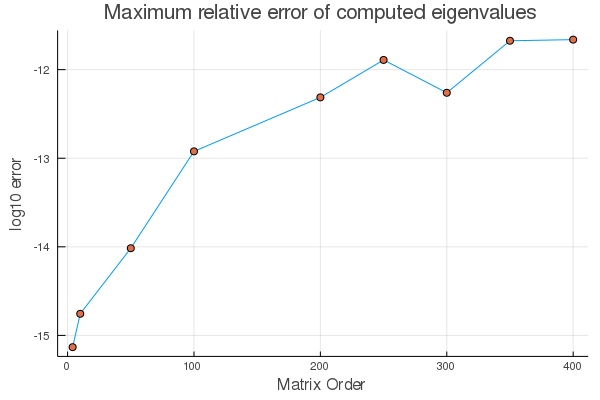 Maximum relative error of computed eigenvalues
log10 error
-12
-13
-14
-15
0 100 200 300 400
Matrix Order